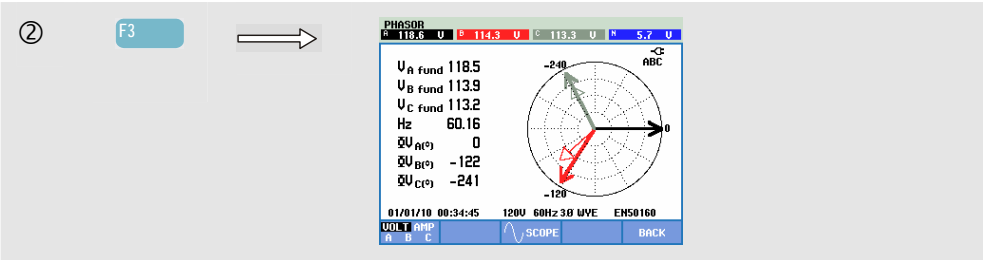 ② F3
PHASOR
A 118.6 V B 114.3 V C 113.3 V N 5.7 V
-240 ABC
VA fund 118.5
VB fund 113.9
VC fund 113.2
Hz 60.16
0
ΦVA(°) 0
ΦVB(°) -122
ΦVC(°) -241
-120
01/01/10 00:34:45 120V 60Hz 3Ø WYE EN50160
VOLT AMP
A B C SCOPE BACK